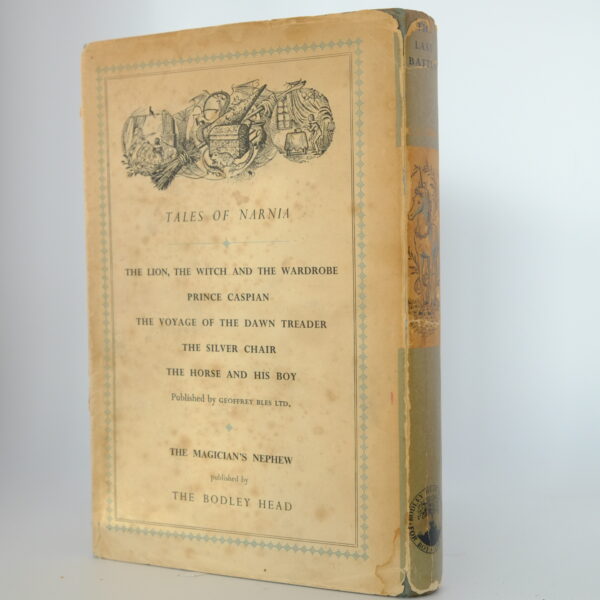 TALES OF NARNIA
THE LION, THE WITCH AND THE WARDROBE
PRINCE CASPIAN
THE VOYAGE OF THE DAWN TREADER
THE SILVER CHAIR
THE HORSE AND HIS BOY
Published by GEOFFREY BLES LTD.
THE MAGICIAN'S NEPHEW
published by
THE BODLEY HEAD
LAST